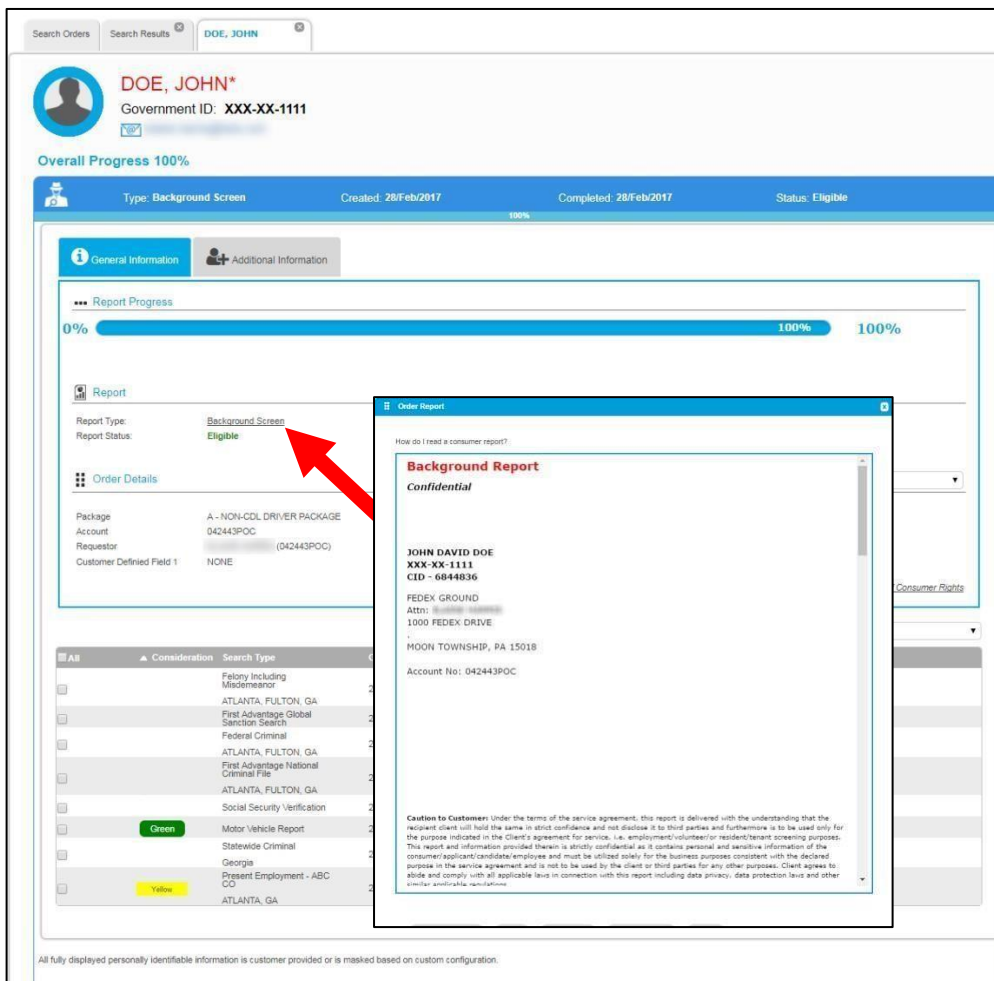 Search Orders
Search Results
DOE, JOHN
DOE, JOHN*
Government ID: XXX-XX-1111
Overall Progress 100%
Type: Background Screen
Created: 28/Feb/2017
Completed: 28/Feb/2017
Status: Eligible
100%
General Information
Additional Information
Report Progress
0%
100%
100%
Report
Report Type: Background Screen
Report Status: Eligible
Order Details
Package A - NON-CDL DRIVER PACKAGE
Account 042443POC
Requestor (042443POC)
Customer Definied Field 1 NONE
Consumer Rights
All Consideration Search Type
Felony Including
Misdemeanor
ATLANTA, FULTON, GA
First Advantage Global
Sanction Search
Federal Criminal
ATLANTA, FULTON, GA
First Advantage National
Criminal File
ATLANTA, FULTON, GA
Social Security Verification
Green Motor Vehicle Report
Statewide Criminal
Georgia
Present Employment - ABC
CO
Yellow
ATLANTA, GA
Order Report
How do I read a consumer report?
Background Report
Confidential
JOHN DAVID DOE
XXX-XX-1111
CID - 6844836
FEDEX GROUND
Attn:
1000 FEDEX DRIVE
,
MOON TOWNSHIP, PA 15018
Account No: 042443POC
Caution to Customer: Under the terms of the service agreement, this report is delivered with the understanding that the
recipient client will hold the same in strict confidence and not disclose it to third parties and furthermore is to be used only for
the purpose indicated in the Client's agreement for service, i.e. employment/volunteer/or resident/tenant screening purposes.
This report and information provided therein is strictly confidential as it contains personal and sensitive information of the
consumer/applicant/candidate/employee and must be utilized solely for the business purposes consistent with the declared
purpose in the service agreement and is not to be used by the client or third parties for any other purposes. Client agrees to
abide and comply with all applicable laws in connection with this report including data privacy, data protection laws and other
similar applicable regulations
All fully displayed personally identifiable information is customer provided or is masked based on custom configuration.